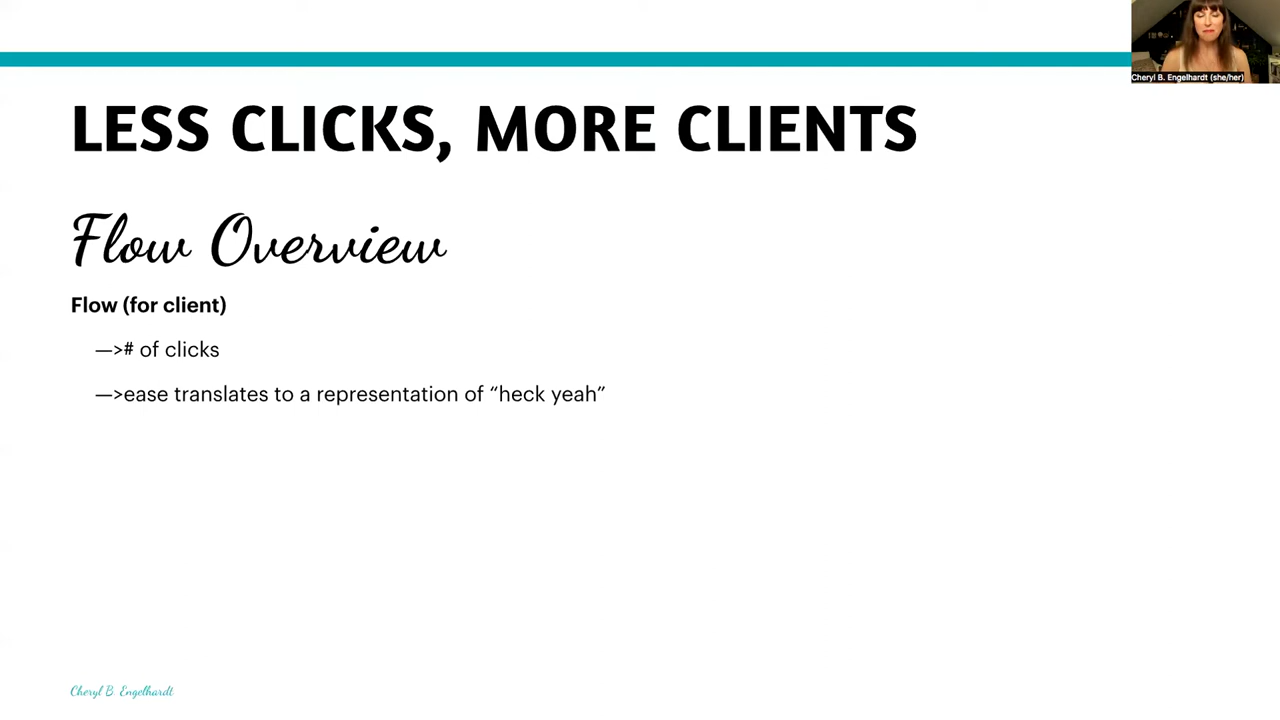 Cheryl B. Engelhardt (she/her)
LESS CLICKS, MORE CLIENTS
Flow Overview
Flow (for client)
—># of clicks
—>ease translates to a representation of “heck yeah”
Cheryl B. Engelhardt